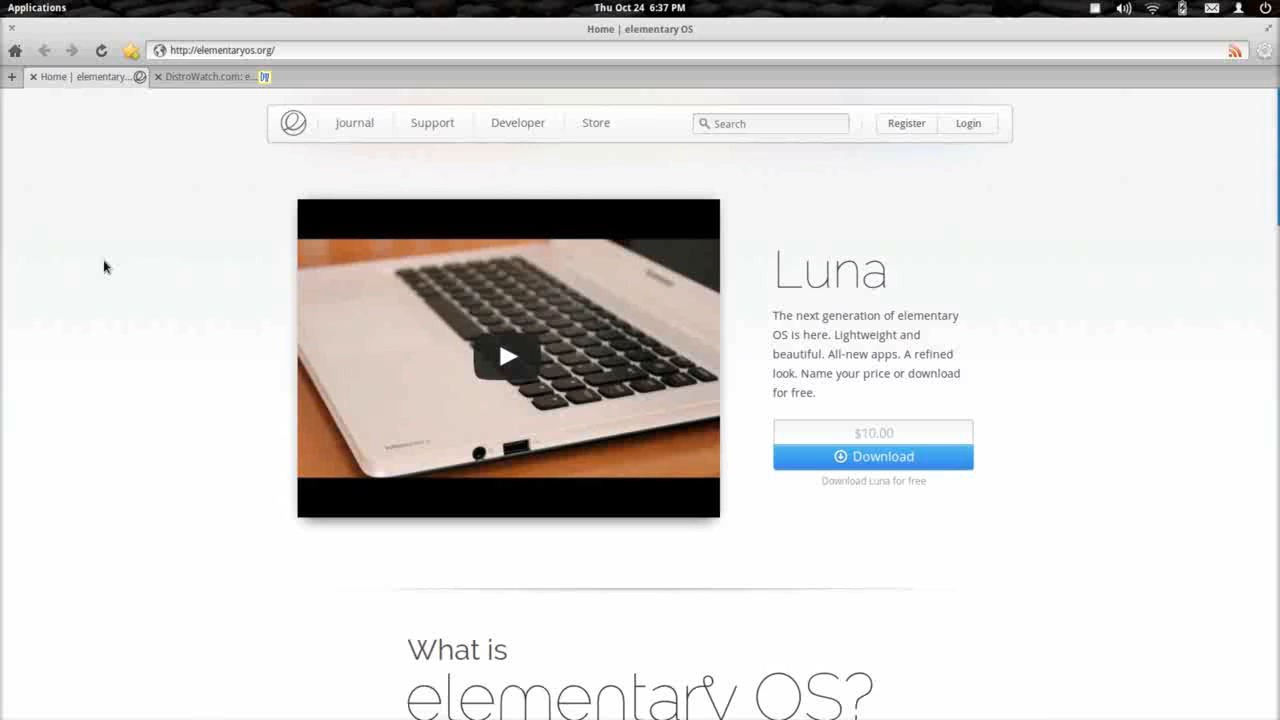 Applications
Thu Oct 24 6:37 PM
Home | elementary OS
http://elementaryos.org/
Home | elementary...
DistroWatch.com: e...
Journal
Support
Developer
Store
Search
Register
Login
Luna
The next generation of elementary
OS is here. Lightweight and
beautiful. All-new apps. A refined
look. Name your price or download
for free.
$10.00
Download
Download Luna for free
What is
elementary OS?